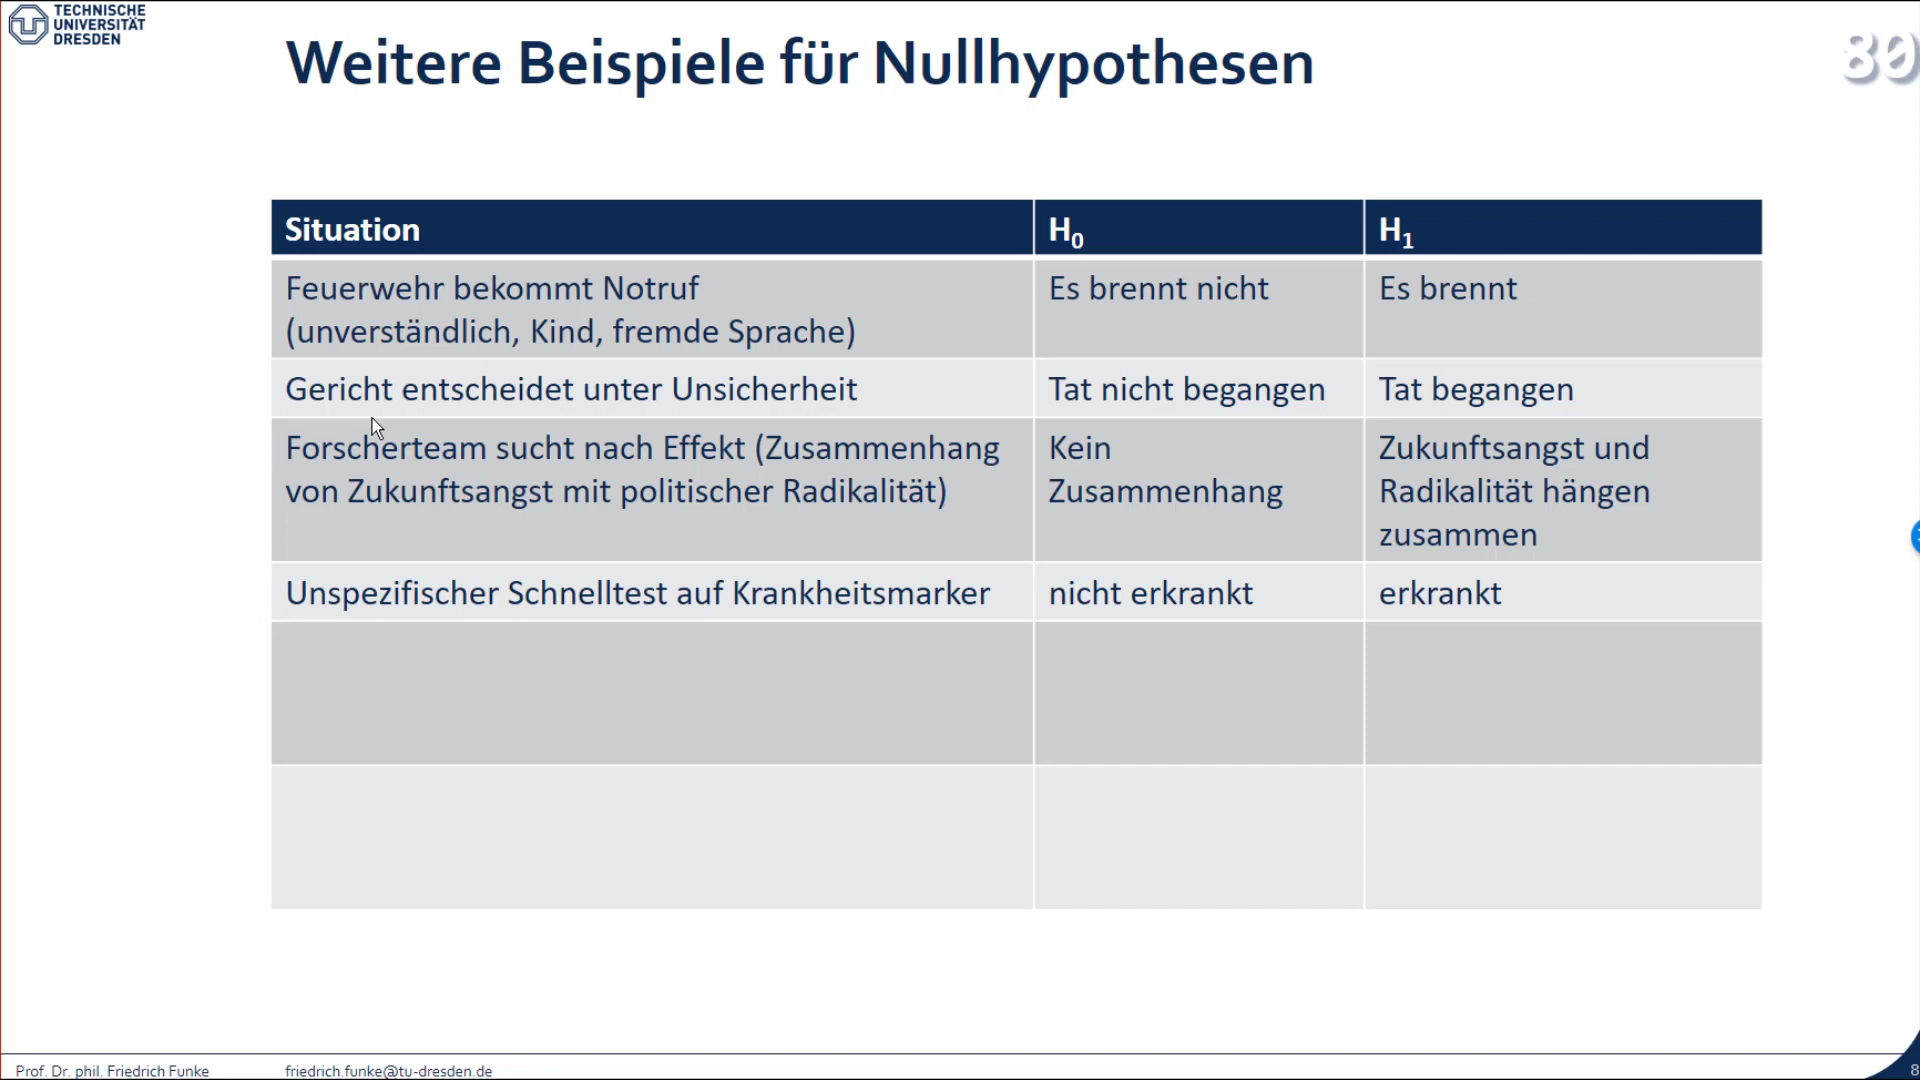 TECHNISCHE
UNIVERSITÄT
DRESDEN
Weitere Beispiele für Nullhypothesen
80
Situation
H0
H1
Feuerwehr bekommt Notruf
(unverständlich, Kind, fremde Sprache)
Es brennt nicht
Es brennt
Gericht entscheidet unter Unsicherheit
Tat nicht begangen
Tat begangen
Forscherteam sucht nach Effekt (Zusammenhang
von Zukunftsangst mit politischer Radikalität)
Kein
Zusammenhang
Zukunftsangst und
Radikalität hängen
zusammen
Unspezifischer Schnelltest auf Krankheitsmarker
nicht erkrankt
erkrankt
Prof. Dr. phil. Friedrich Funke
friedrich.funke@tu-dresden.de